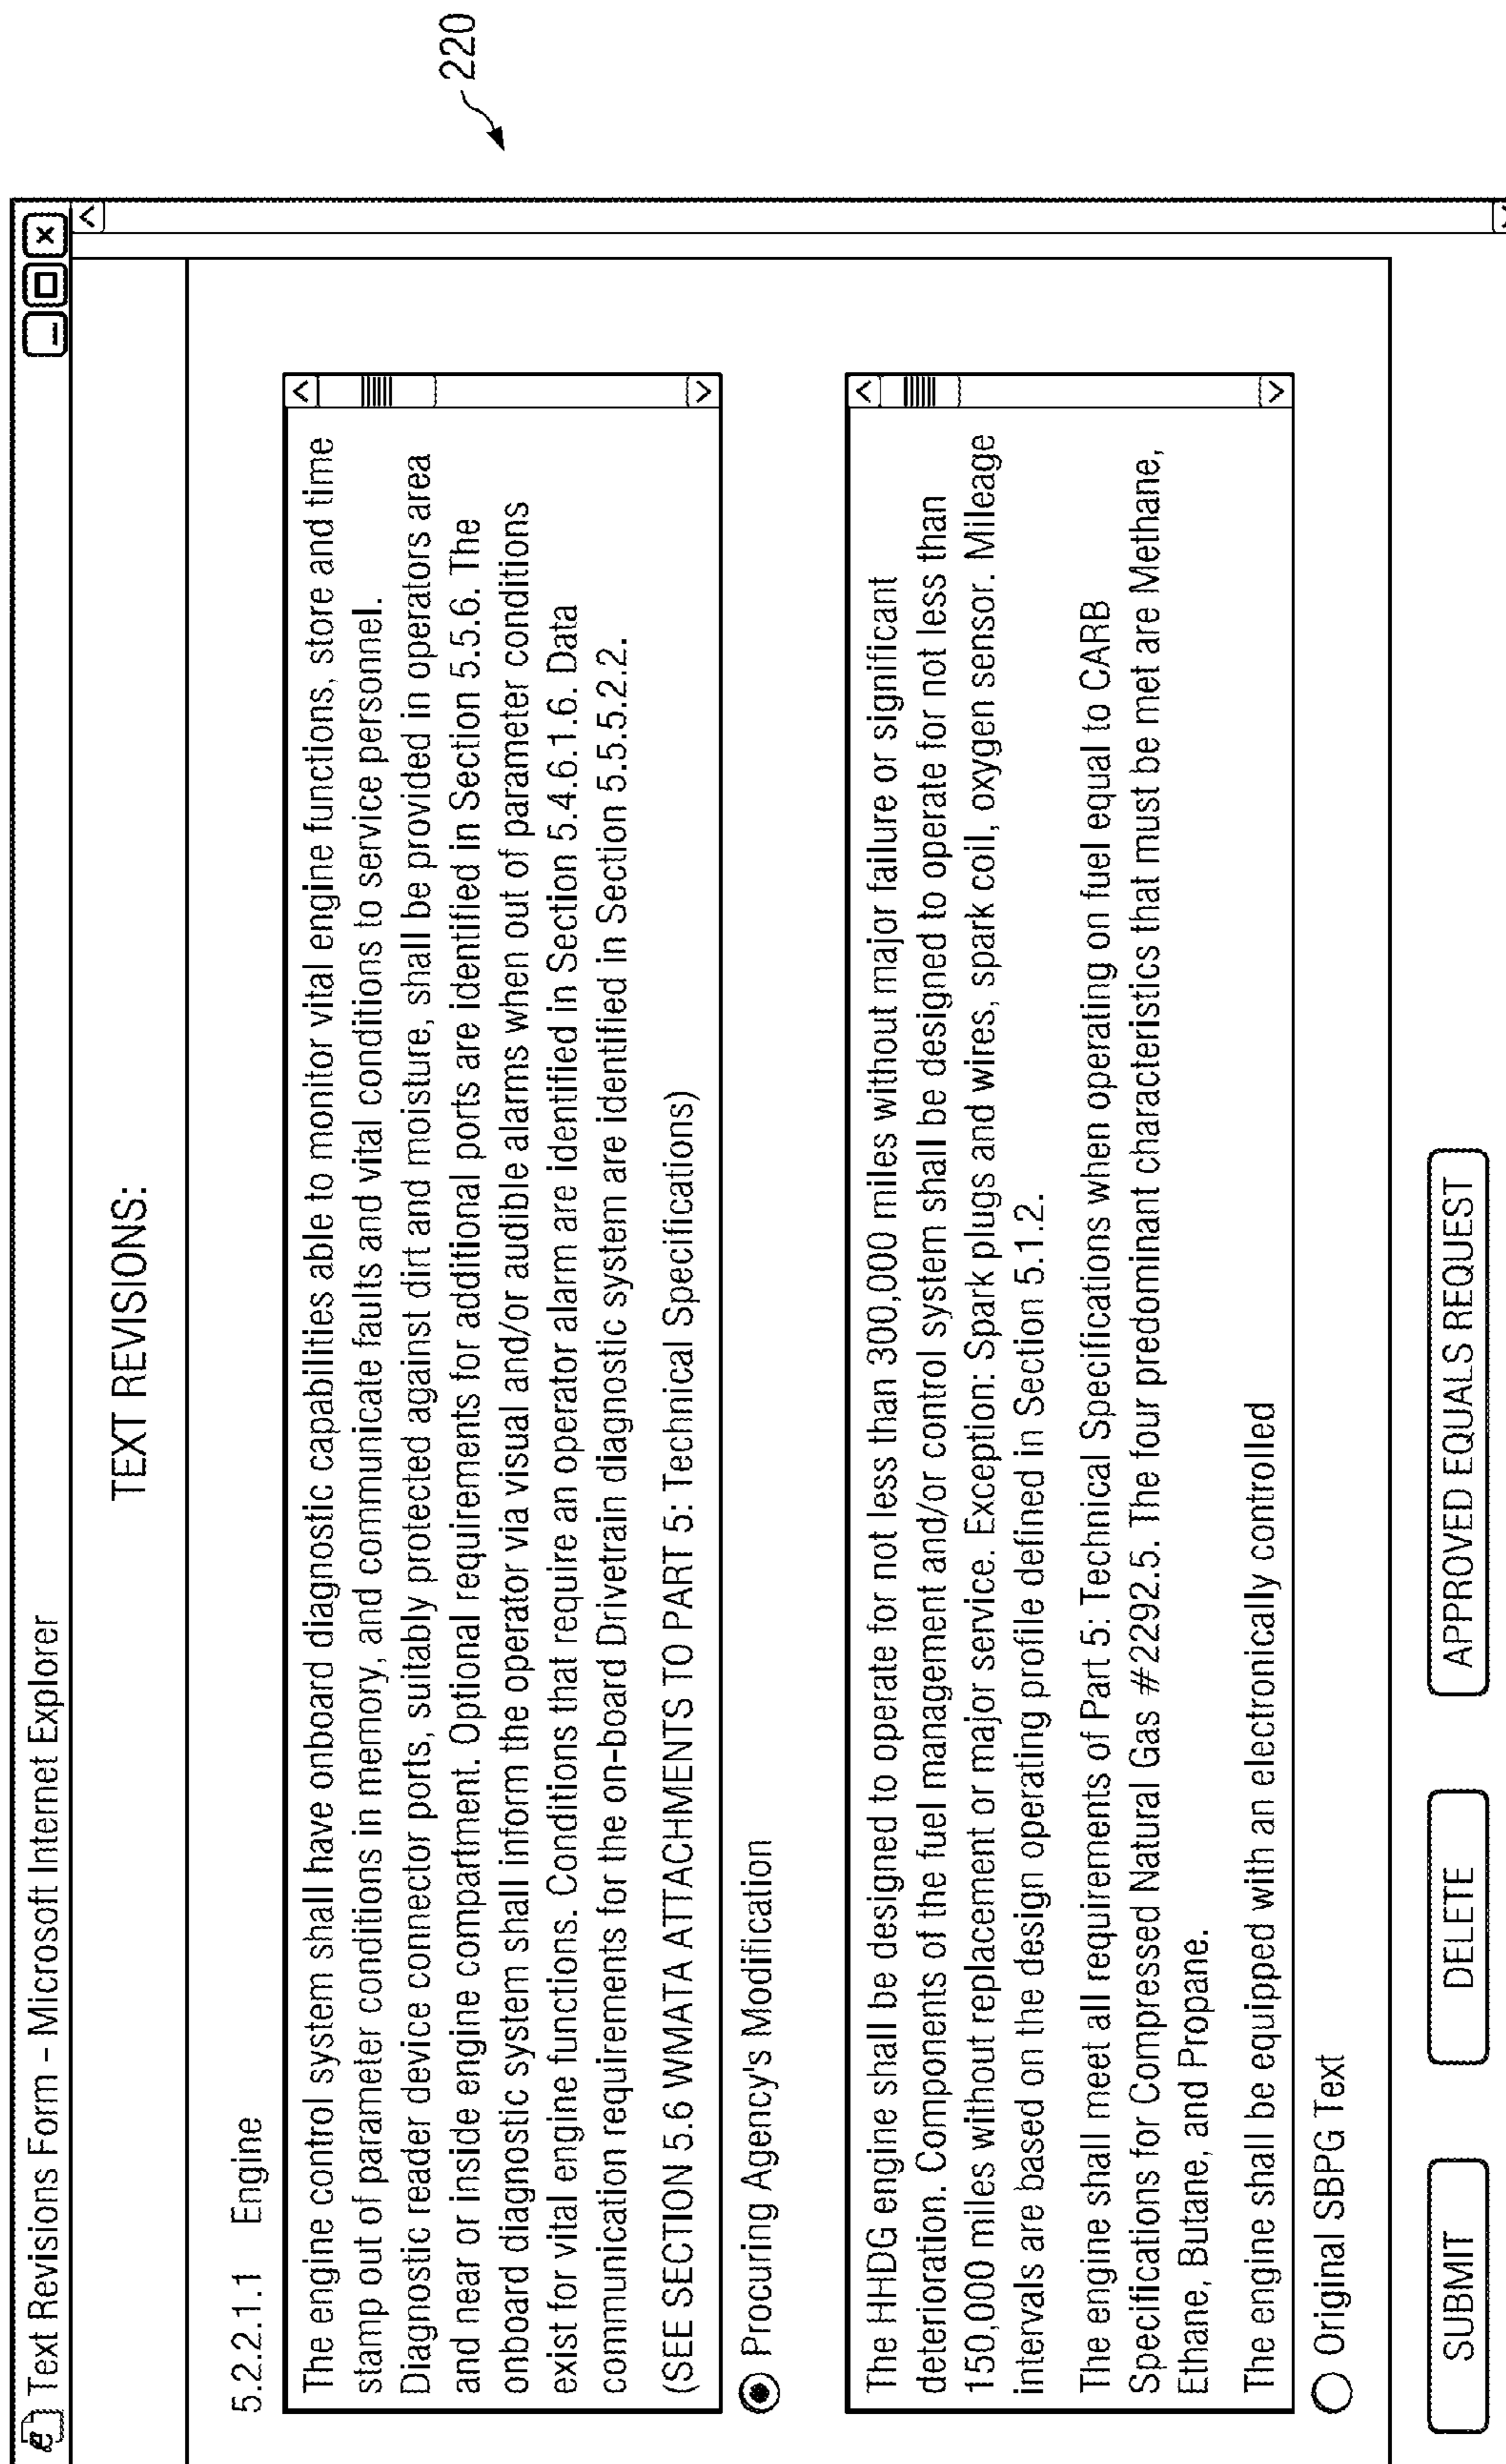 Text Revisions Form – Microsoft Internet Explorer
TEXT REVISIONS:
220
5.2.2.1.1 Engine
The engine control system shall have onboard diagnostic capabilities able to monitor vital engine functions, store and time
stamp out of parameter conditions in memory, and communicate faults and vital conditions to service personnel.
Diagnostic reader device connector ports, suitably protected against dirt and moisture, shall be provided in operators area
and near or inside engine compartment. Optional requirements for additional ports are identified in Section 5.5.6. The
onboard diagnostic system shall inform the operator via visual and/or audible alarms when out of parameter conditions
exist for vital engine functions. Conditions that require an operator alarm are identified in Section 5.4.6.1.6. Data
communication requirements for the on-board Drivetrain diagnostic system are identified in Section 5.5.5.2.2.
(SEE SECTION 5.6 WMATA ATTACHMENTS TO PART 5: Technical Specifications)
Procuring Agency's Modification
The HHDG engine shall be designed to operate for not less than 300,000 miles without major failure or significant
deterioration. Components of the fuel management and/or control system shall be designed to operate for not less than
150,000 miles without replacement or major service. Exception: Spark plugs and wires, spark coil, oxygen sensor. Mileage
intervals are based on the design operating profile defined in Section 5.1.2.
The engine shall meet all requirements of Part 5: Technical Specifications when operating on fuel equal to CARB
Specifications for Compressed Natural Gas #2292.5. The four predominant characteristics that must be met are Methane,
Ethane, Butane, and Propane.
The engine shall be equipped with an electronically controlled
Original SBPG Text
SUBMIT
DELETE
APPROVED EQUALS REQUEST